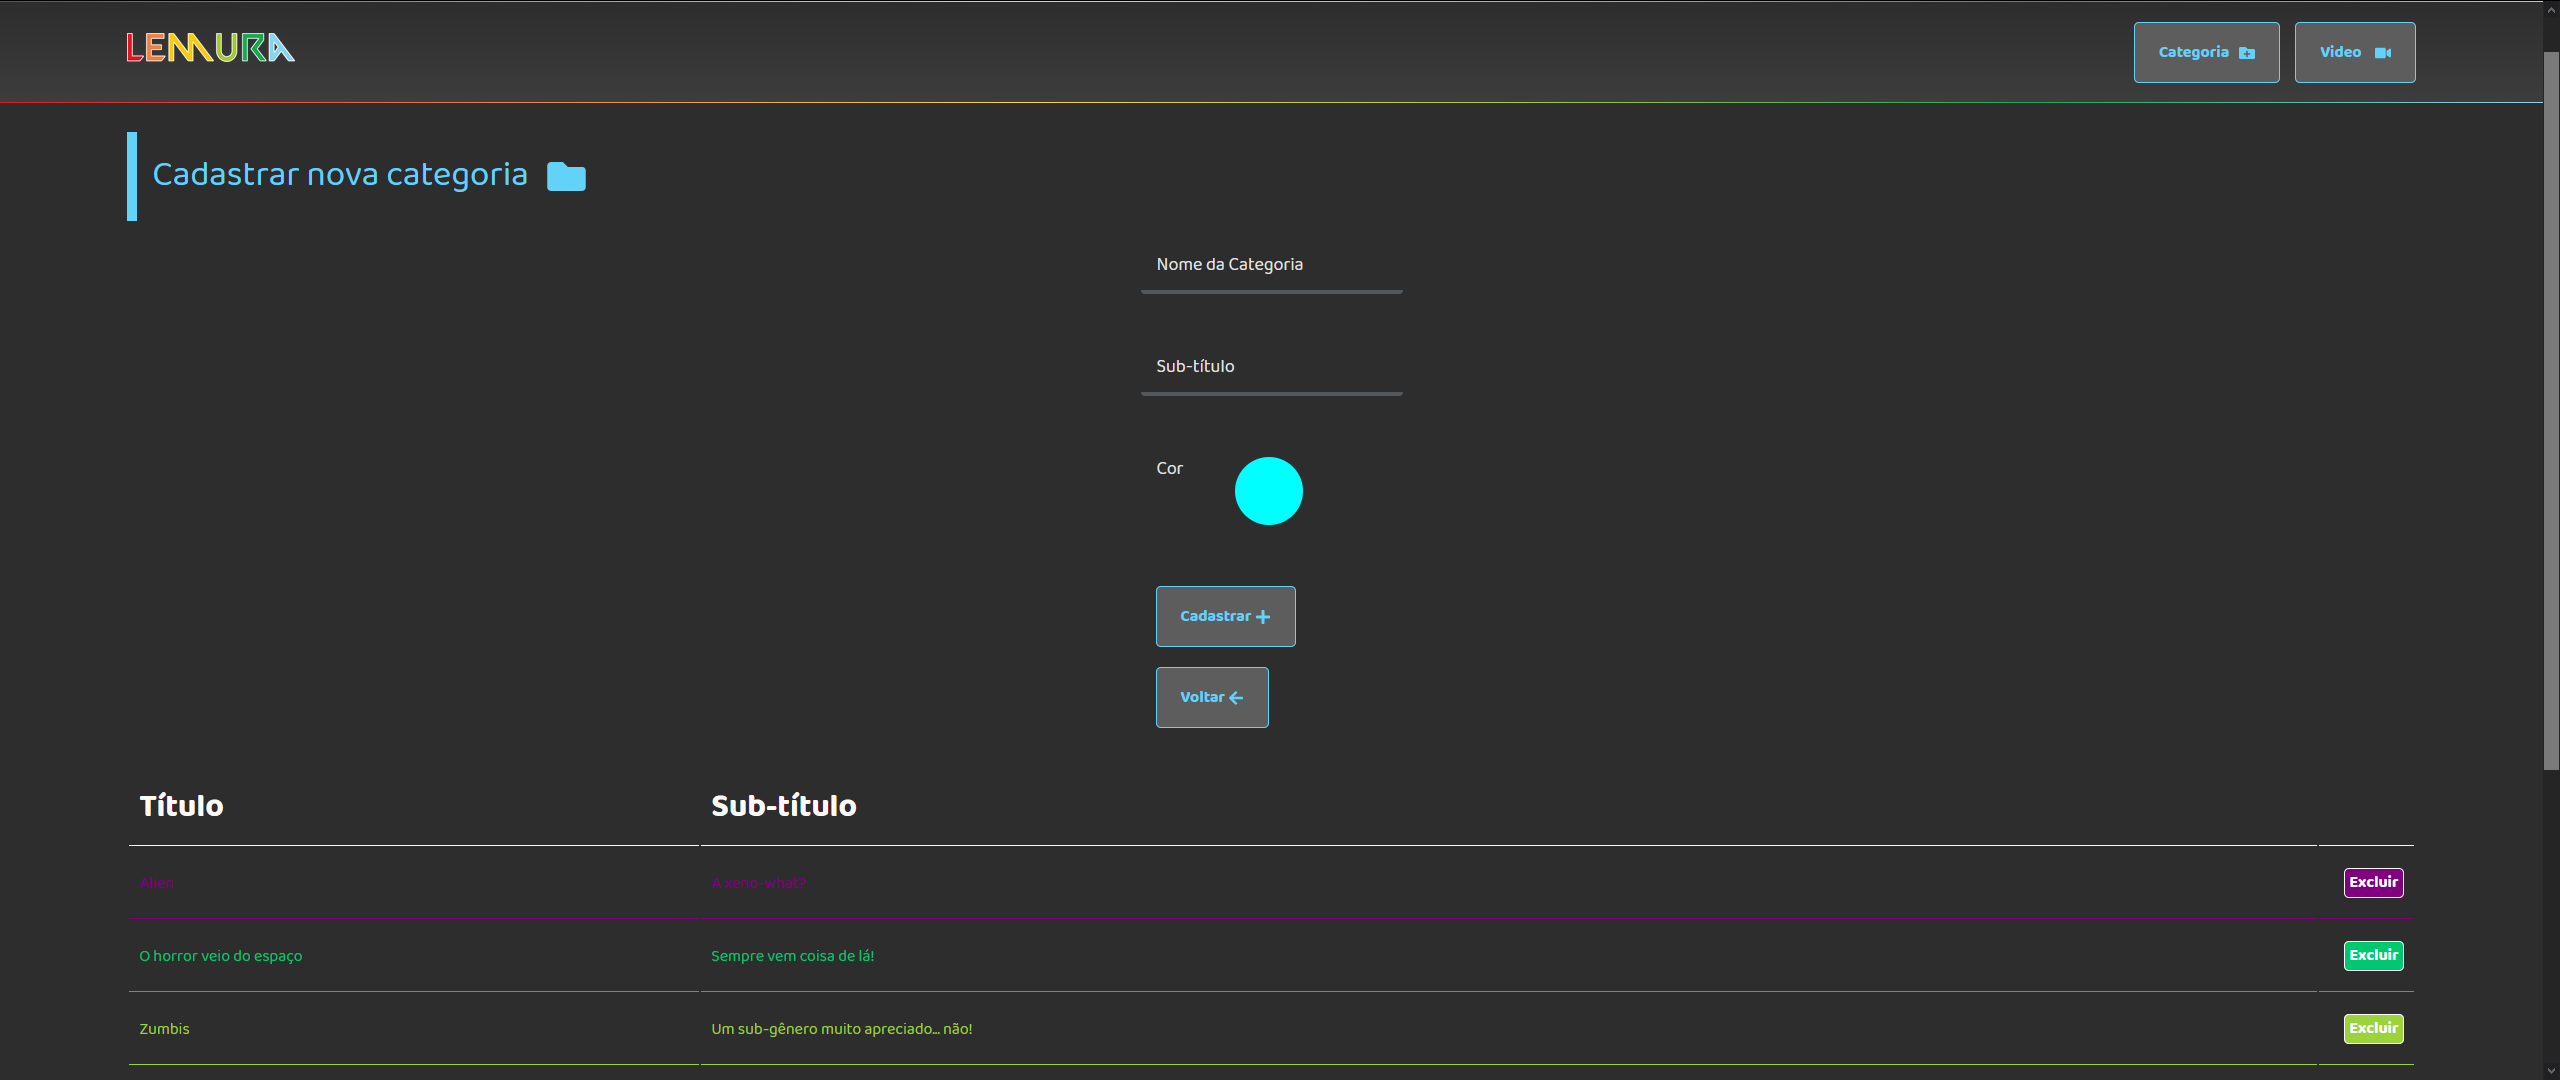 LEMURA
Categoria
Video
Cadastrar nova categoria
Nome da Categoria
Sub-título
Cor
Cadastrar
Voltar
Título Sub-título
Alien A xeno-what? Excluir
O horror veio do espaço Sempre vem coisa de lá! Excluir
Zumbis Um sub-gênero muito apreciado... não! Excluir